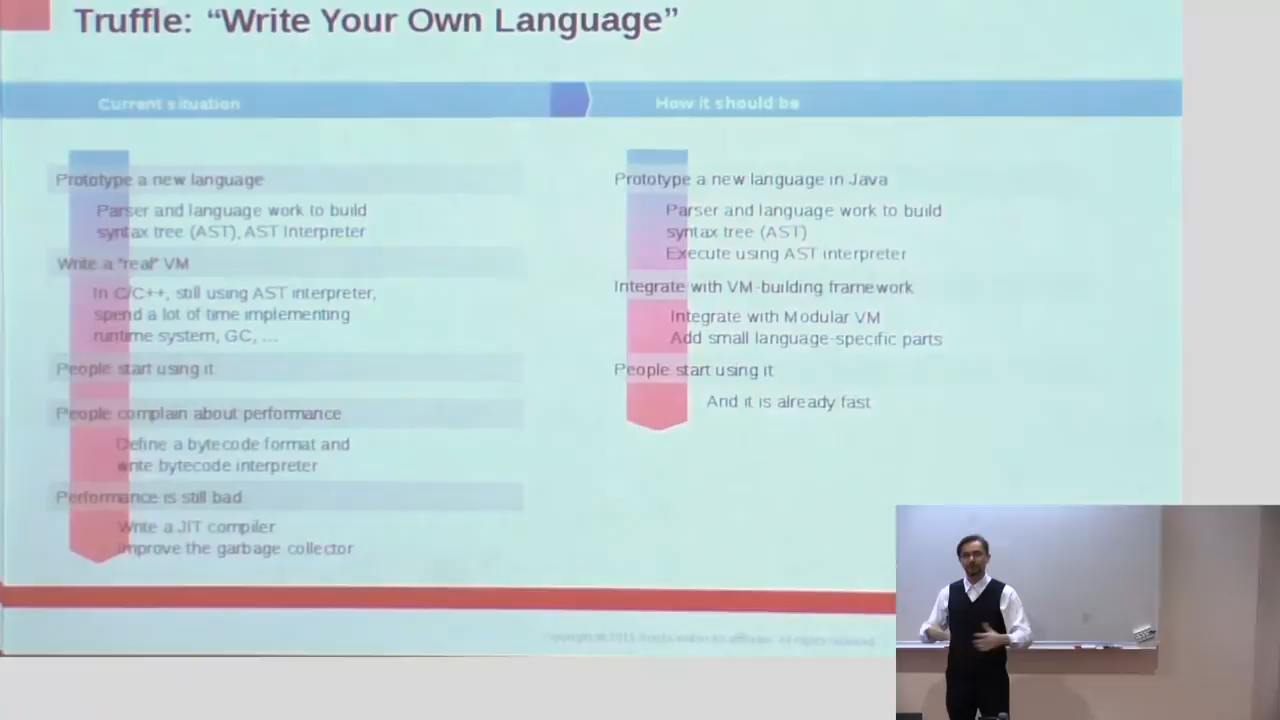 Truffle: “Write Your Own Language”
Current situation
Prototype a new language
Parser and language work to build
syntax tree (AST), AST Interpreter
Write a "real" VM
In C/C++, still using AST interpreter,
spend a lot of time implementing
runtime system, GC, ...
People start using it
People complain about performance
Define a bytecode format and
write bytecode interpreter
Performance is still bad
Write a JIT compiler
Improve the garbage collector
How it should be
Prototype a new language in Java
Parser and language work to build
syntax tree (AST)
Execute using AST interpreter
Integrate with VM-building framework
Integrate with Modular VM
Add small language-specific parts
People start using it
And it is already fast